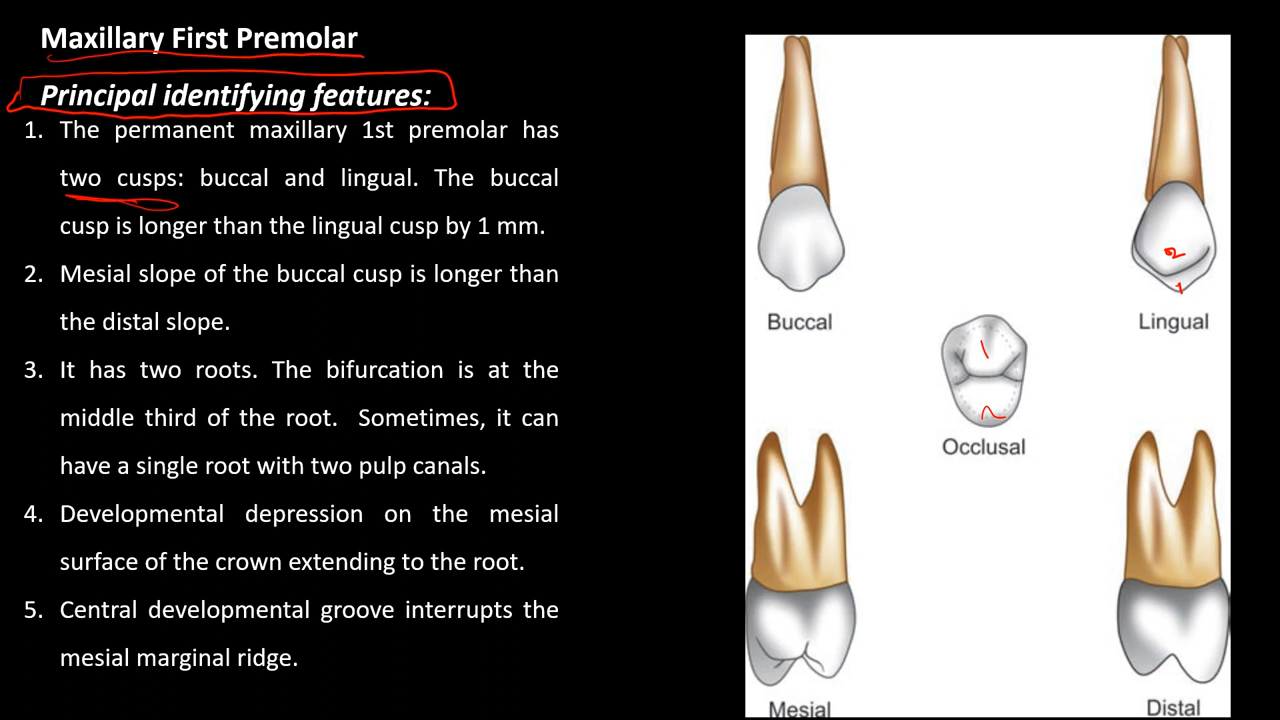 Maxillary First Premolar
Principal identifying features:
1. The permanent maxillary 1st premolar has
two cusps: buccal and lingual. The buccal
cusp is longer than the lingual cusp by 1 mm.
2. Mesial slope of the buccal cusp is longer than
the distal slope.
3. It has two roots. The bifurcation is at the
middle third of the root. Sometimes, it can
have a single root with two pulp canals.
4. Developmental depression on the mesial
surface of the crown extending to the root.
5. Central developmental groove interrupts the
mesial marginal ridge.
2
1
Buccal
Lingual
1
2
Occlusal
Mesial
Distal